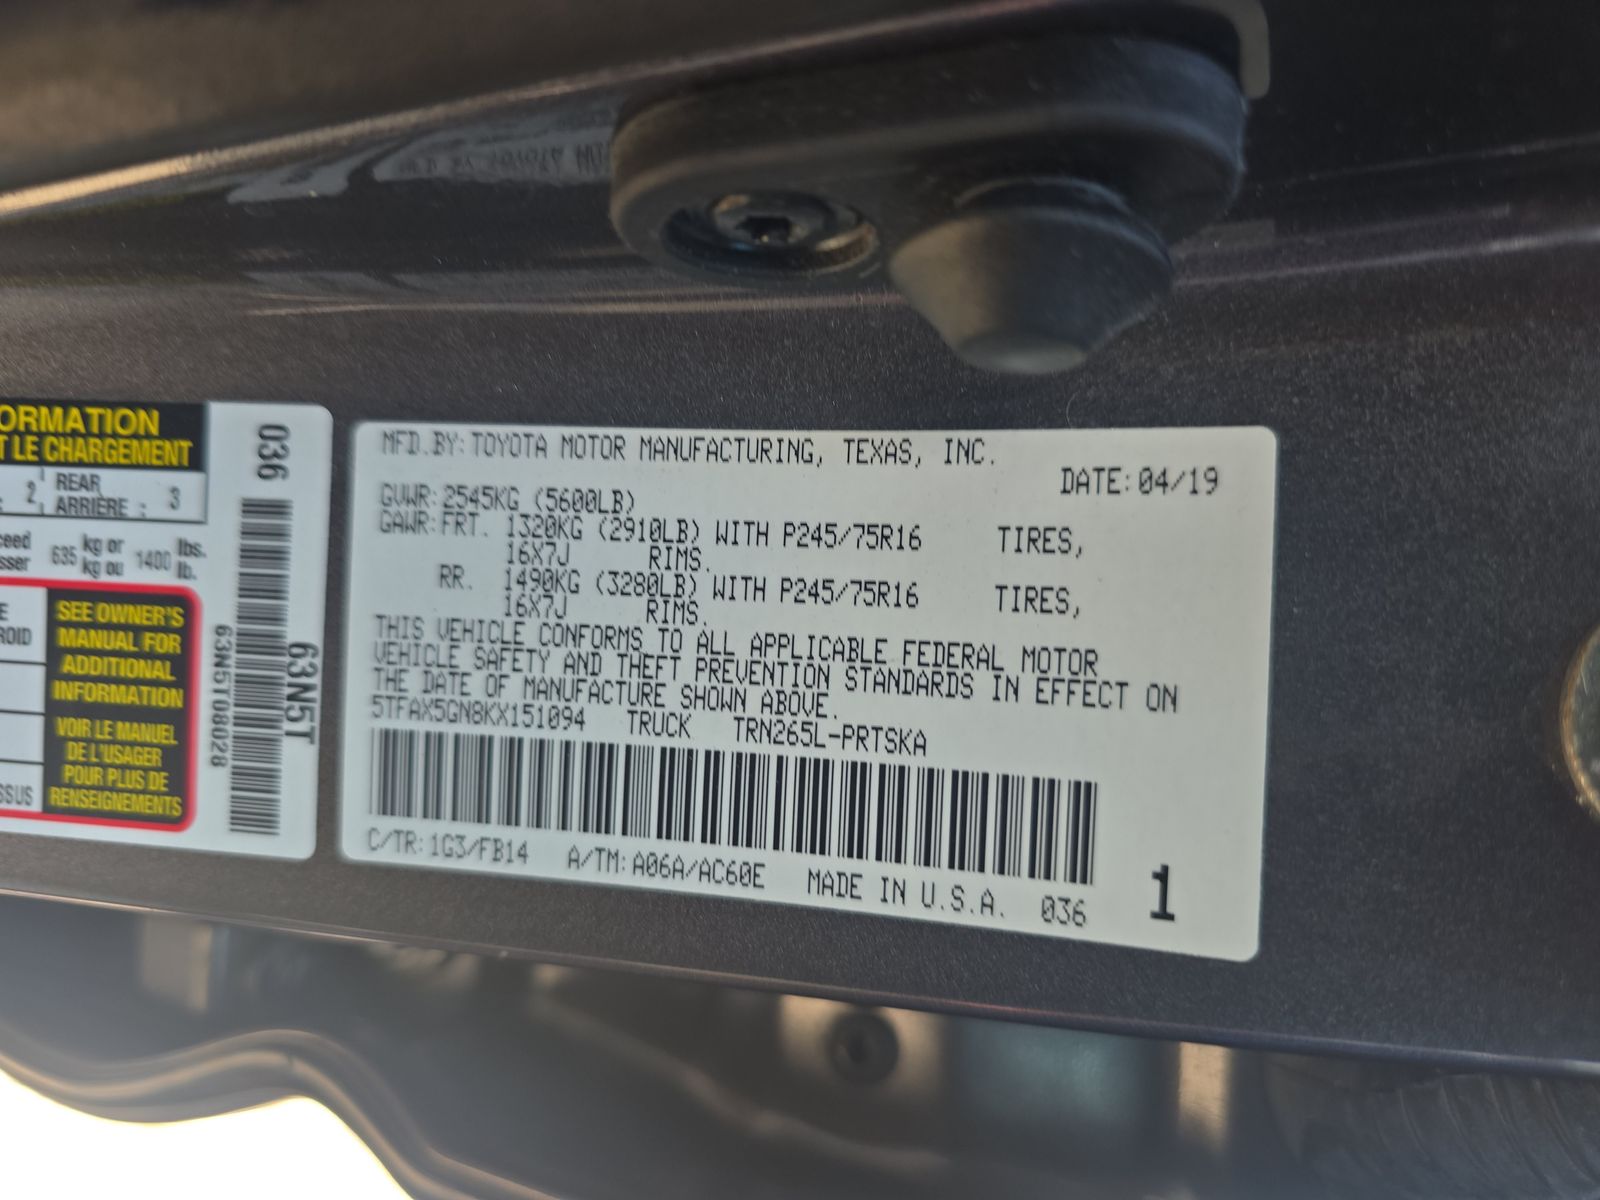 ORMATION
T LE CHARGEMENT
2 REAR
ARRIÈRE : 3
635 kg or 1400 lbs.
kg ou lb.
SEE OWNER'S
MANUAL FOR
ADDITIONAL
INFORMATION
VOIR LE MANUEL
DE L'USAGER
POUR PLUS DE
RENSEIGNEMENTS
036
63N5T08028
63N5T
MFD.BY:TOYOTA MOTOR MANUFACTURING, TEXAS, INC.
DATE:04/19
GVWR:2545KG (5600LB)
GAWR:FRT. 1320KG (2910LB) WITH P245/75R16 TIRES,
16X7J RIMS.
RR. 1490KG (3280LB) WITH P245/75R16 TIRES,
16X7J RIMS.
THIS VEHICLE CONFORMS TO ALL APPLICABLE FEDERAL MOTOR
VEHICLE SAFETY AND THEFT PREVENTION STANDARDS IN EFFECT ON
THE DATE OF MANUFACTURE SHOWN ABOVE.
5TFAX5GN8KX151094 TRUCK TRN265L-PRTSKA
C/TR:1G3/FB14 A/TM:A06A/AC60E MADE IN U.S.A. 036
1